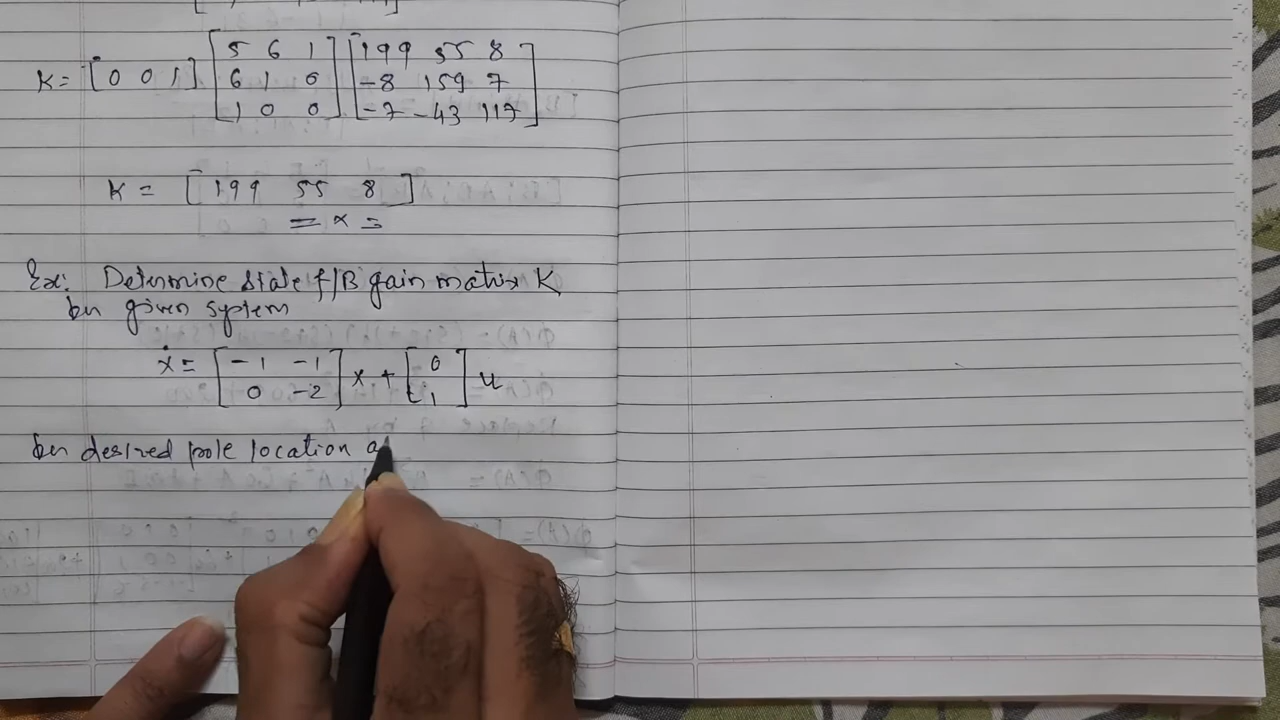 K = [ 0 0 1 ] [ 5 6 1 ] [ 199 55 8 ]
[ 6 1 0 ] [ -8 159 7 ]
[ 1 0 0 ] [ -7 -43 117 ]
K = [ 199 55 8 ]
= x =
Ex: Determine state f/B gain matrix K
for given system
ẋ = [ -1 -1 ] x + [ 0 ] u
[ 0 -2 ] [ 1 ]
for desired pole location a